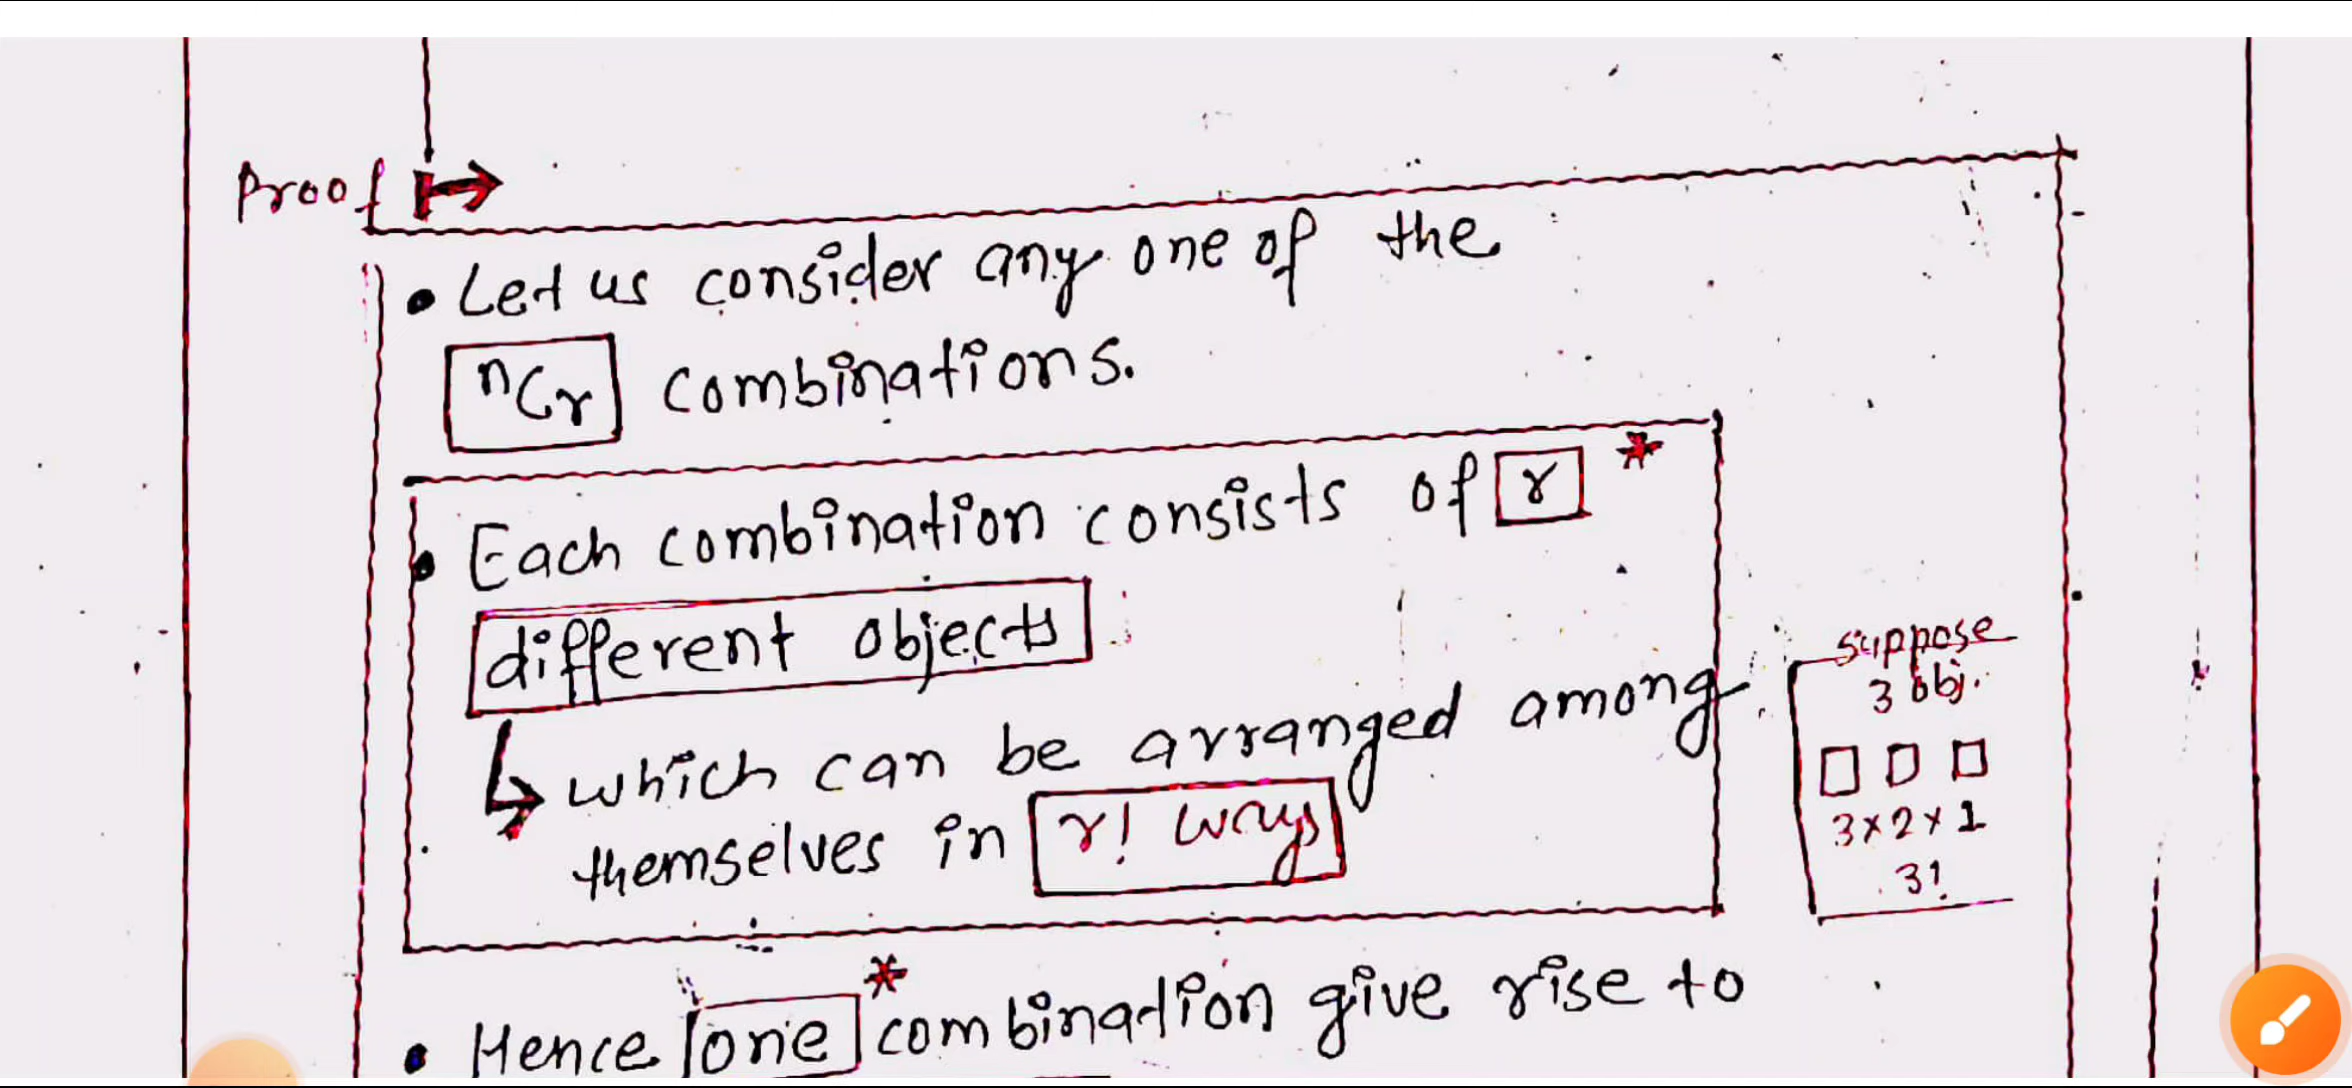 Proof ↦
• Let us consider any one of the
ⁿCᵣ combinations.
• Each combination consists of r *
different objects
↳ which can be arranged among
themselves in r! ways
suppose
3 obj.
□ □ □
3×2×1
3!
*
• Hence one combination give rise to